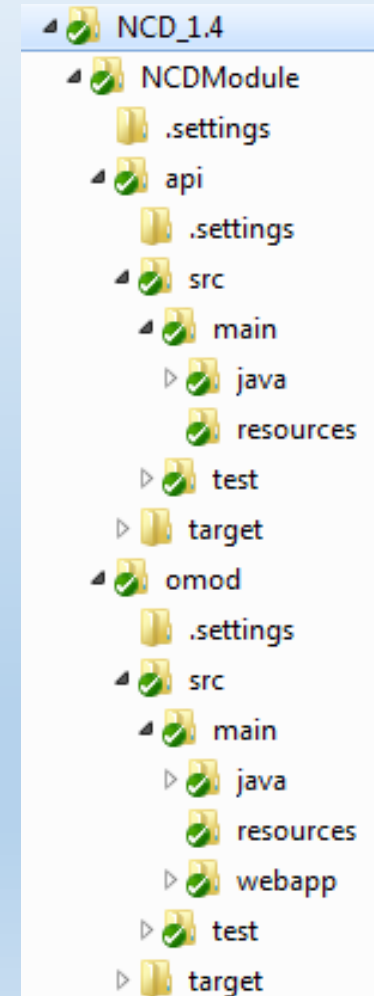 NCD_1.4
NCDModule
.settings
api
.settings
src
main
java
resources
test
target
omod
.settings
src
main
java
resources
webapp
test
target